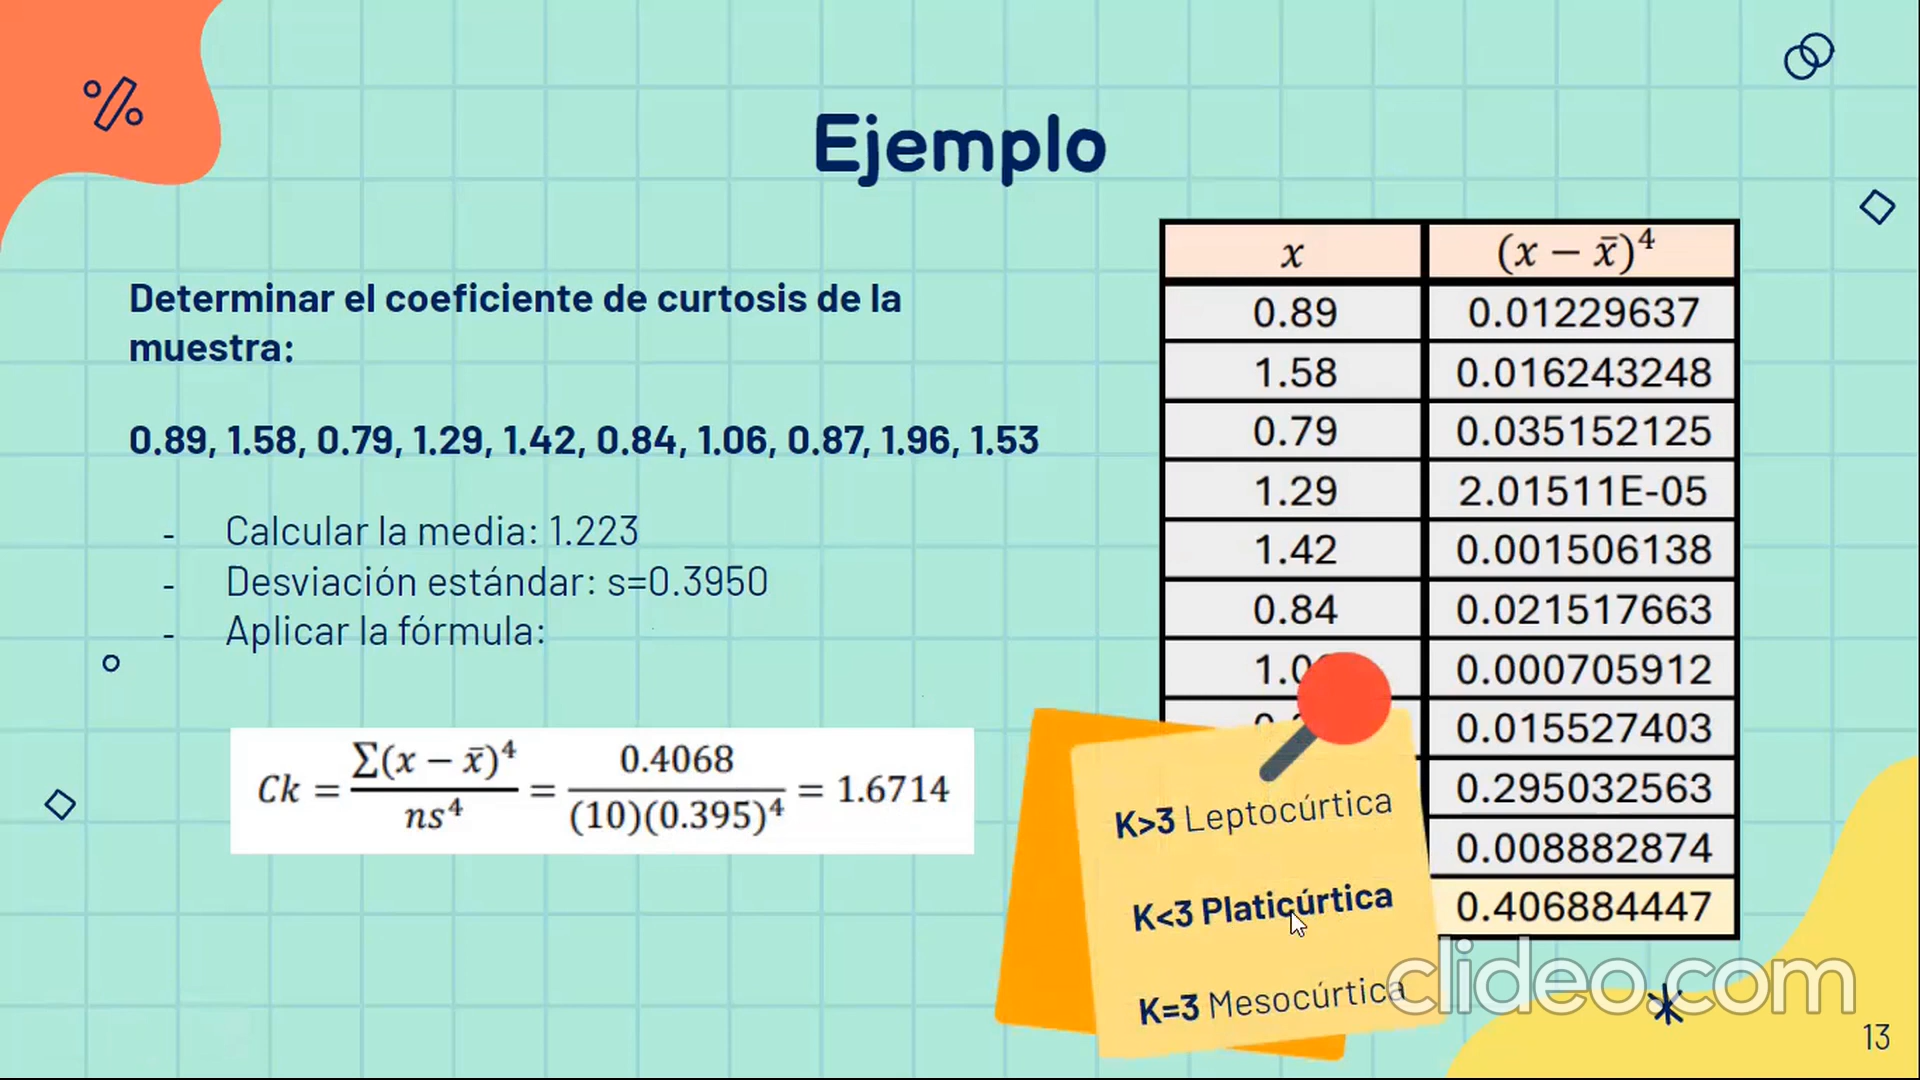 Ejemplo
Determinar el coeficiente de curtosis de la
muestra:
0.89, 1.58, 0.79, 1.29, 1.42, 0.84, 1.06, 0.87, 1.96, 1.53
- Calcular la media: 1.223
- Desviación estándar: s=0.3950
- Aplicar la fórmula:
Ck = ∑(x − x̄)⁴ / ns⁴ = 0.4068 / (10)(0.395)⁴ = 1.6714
x (x − x̄)⁴
0.89 0.01229637
1.58 0.016243248
0.79 0.035152125
1.29 2.01511E-05
1.42 0.001506138
0.84 0.021517663
0.000705912
0.015527403
0.295032563
0.008882874
0.406884447
K>3 Leptocúrtica
K<3 Platicúrtica
K=3 Mesocúrtica
clideo.com
13